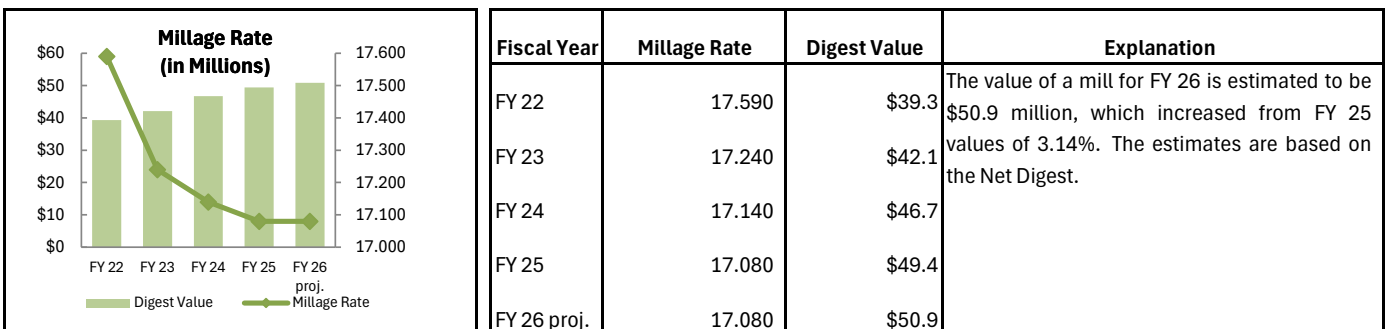 Millage Rate
(in Millions)
$60
$50
$40
$30
$20
$10
$0
17.600
17.500
17.400
17.300
17.200
17.100
17.000
FY 22 FY 23 FY 24 FY 25 FY 26
proj.
Digest Value Millage Rate
Fiscal Year Millage Rate Digest Value Explanation
FY 22 17.590 $39.3
FY 23 17.240 $42.1
FY 24 17.140 $46.7
FY 25 17.080 $49.4
FY 26 proj. 17.080 $50.9
The value of a mill for FY 26 is estimated to be
$50.9 million, which increased from FY 25
values of 3.14%. The estimates are based on
the Net Digest.